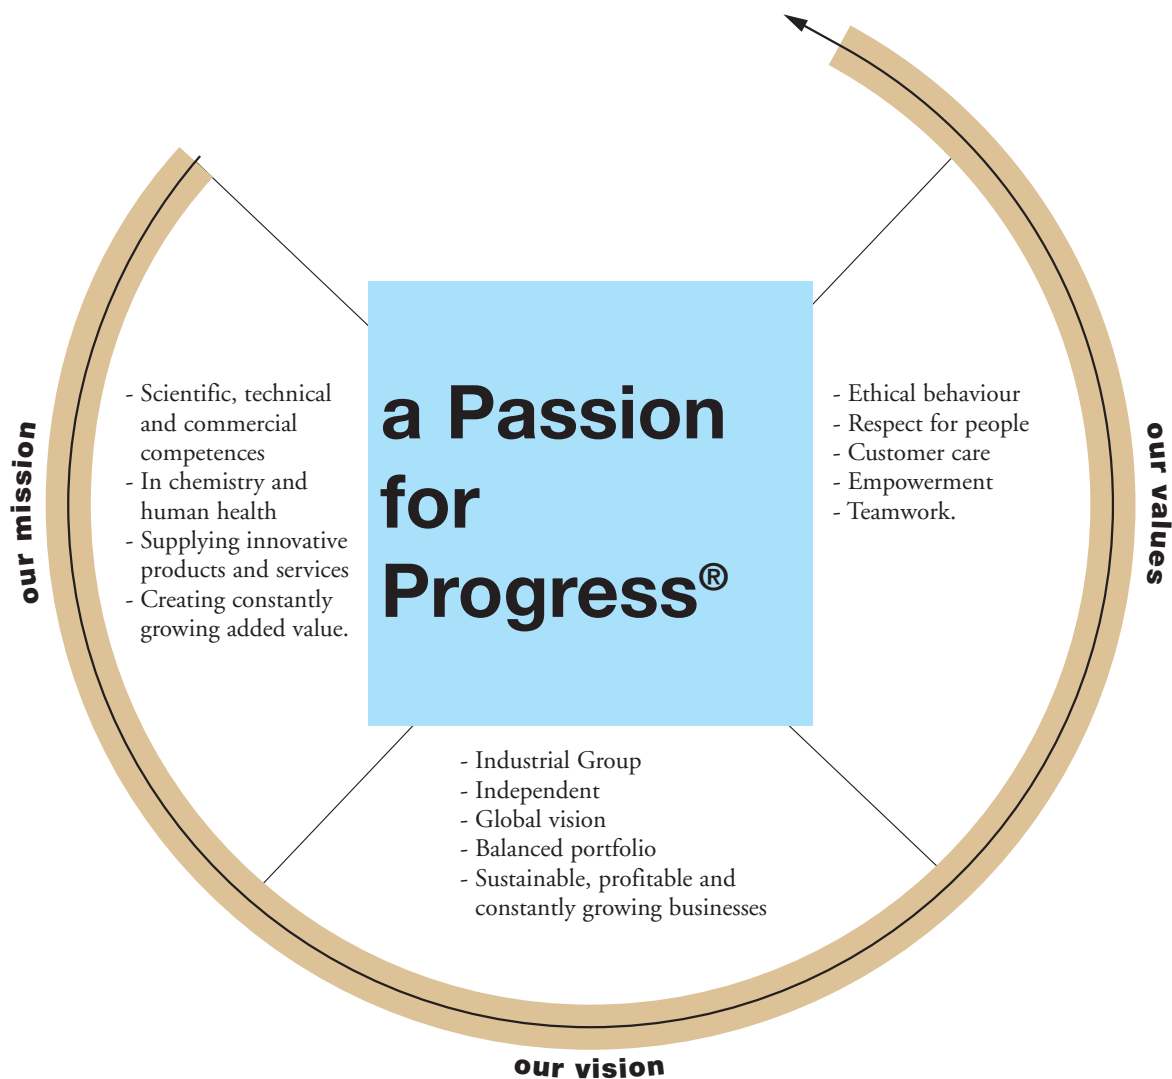 our mission
- Scientific, technical
and commercial
competences
- In chemistry and
human health
- Supplying innovative
products and services
- Creating constantly
growing added value.
a Passion
for
Progress®
- Ethical behaviour
- Respect for people
- Customer care
- Empowerment
- Teamwork.
our values
- Industrial Group
- Independent
- Global vision
- Balanced portfolio
- Sustainable, profitable and
constantly growing businesses
our vision